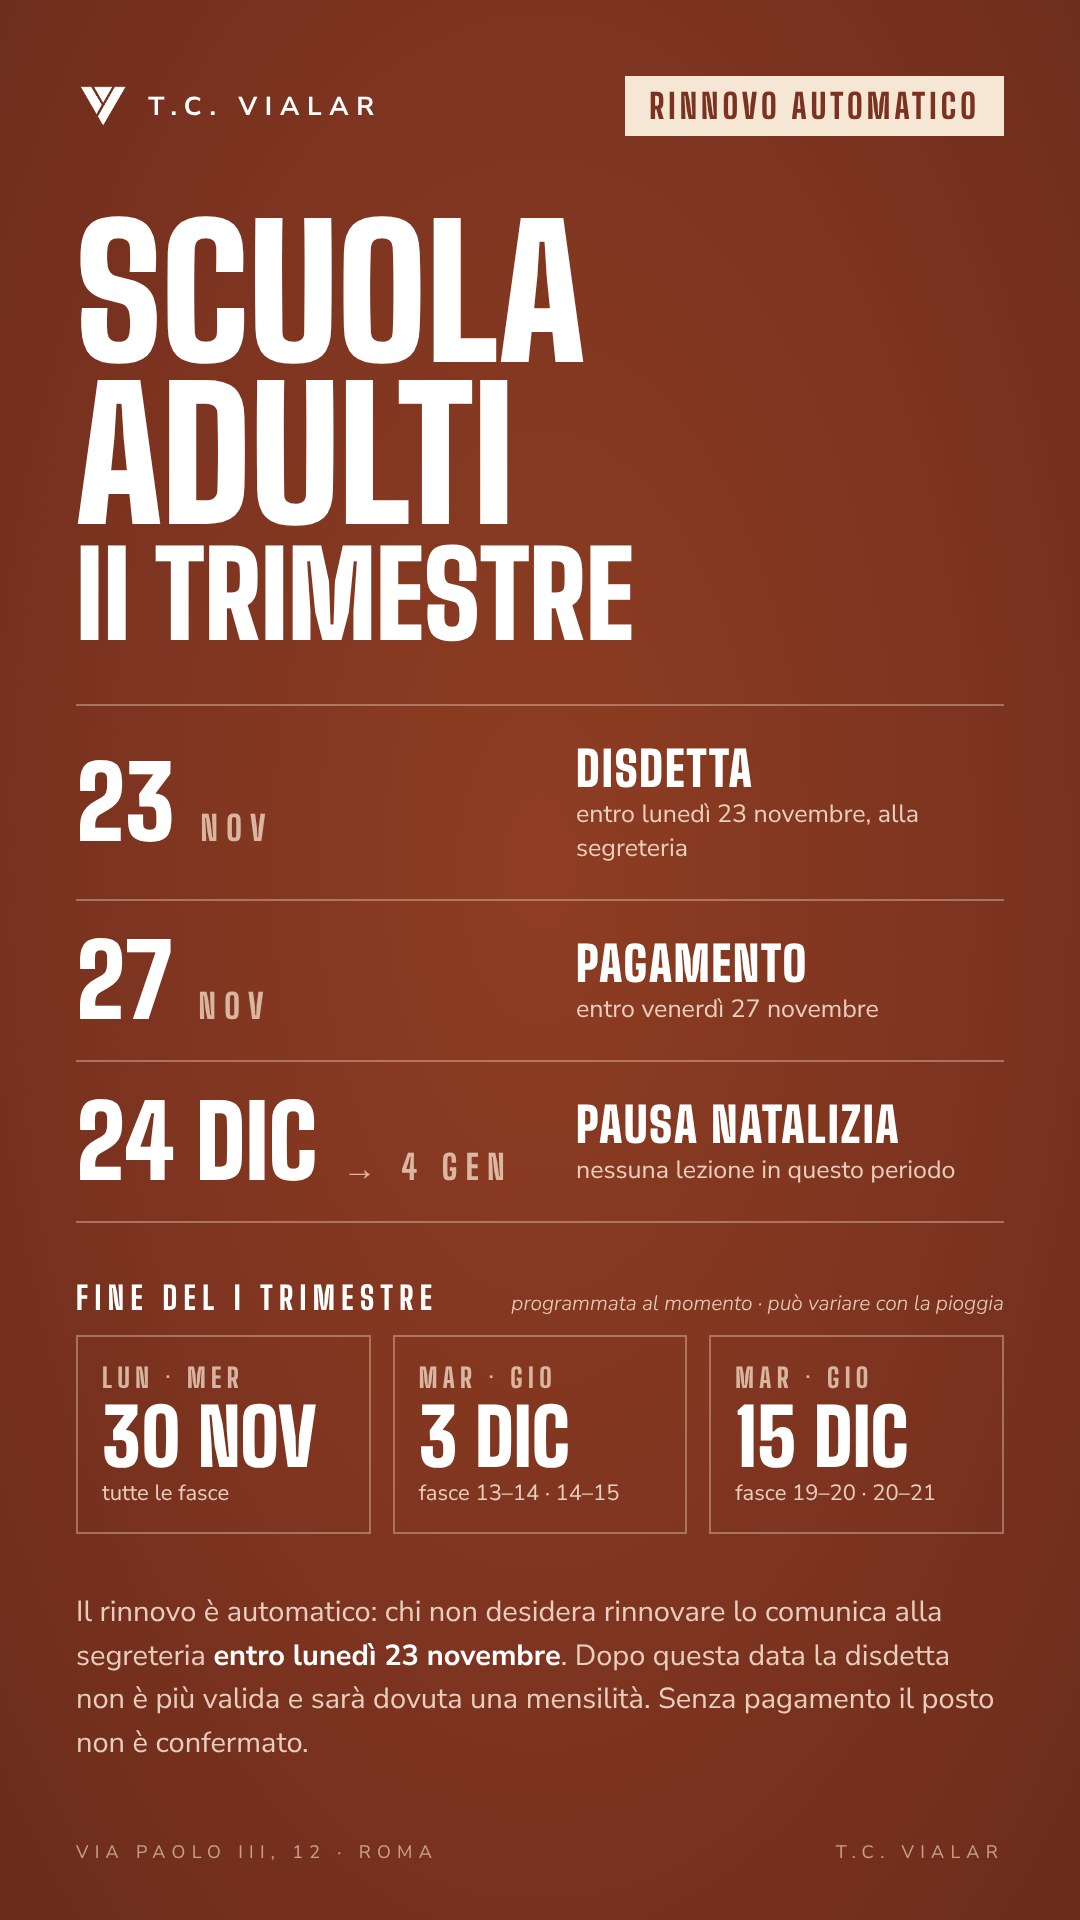 T.C. VIALAR
RINNOVO AUTOMATICO
SCUOLA
ADULTI
II TRIMESTRE
23 NOV
DISDETTA
entro lunedì 23 novembre, alla
segreteria
27 NOV
PAGAMENTO
entro venerdì 27 novembre
24 DIC → 4 GEN
PAUSA NATALIZIA
nessuna lezione in questo periodo
FINE DEL I TRIMESTRE
programmata al momento · può variare con la pioggia
LUN · MER
30 NOV
tutte le fasce
MAR · GIO
3 DIC
fasce 13–14 · 14–15
MAR · GIO
15 DIC
fasce 19–20 · 20–21
Il rinnovo è automatico: chi non desidera rinnovare lo comunica alla
segreteria entro lunedì 23 novembre. Dopo questa data la disdetta
non è più valida e sarà dovuta una mensilità. Senza pagamento il posto
non è confermato.
VIA PAOLO III, 12 · ROMA
T.C. VIALAR